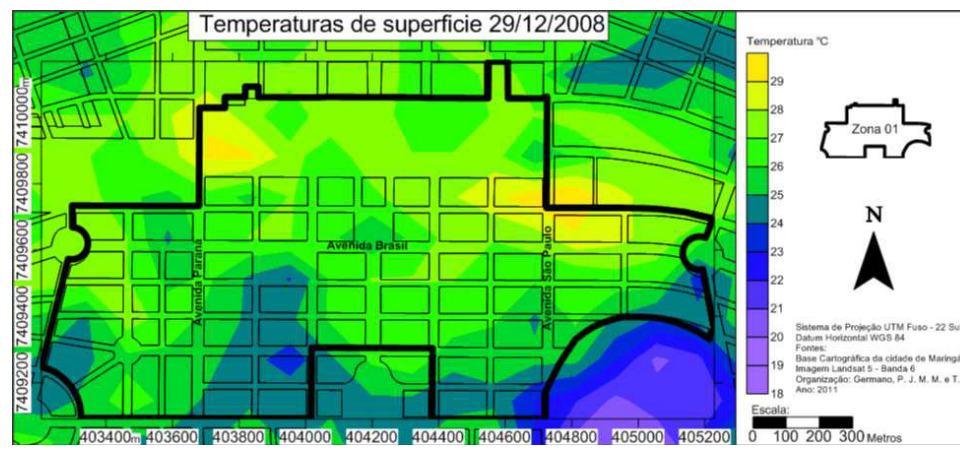 Temperaturas de superficie 29/12/2008
7410000m
7409800
7409600
7409400
7409200
Avenida Paraná
Avenida Brasil
Avenida São Paulo
403400m 403600 403800 404000 404200 404400 404600 404800 405000 405200
Temperatura °C
29
28
27
26
25
24
23
22
21
20
19
18
Zona 01
N
Sistema de Projeção UTM Fuso - 22 Su
Datum Horizontal WGS 84
Fontes:
Base Cartográfica da cidade de Maringá
Imagem Landsat 5 - Banda 6
Organização: Germano, P. J. M. M. e T.
Ano: 2011
Escala:
0 100 200 300 Metros